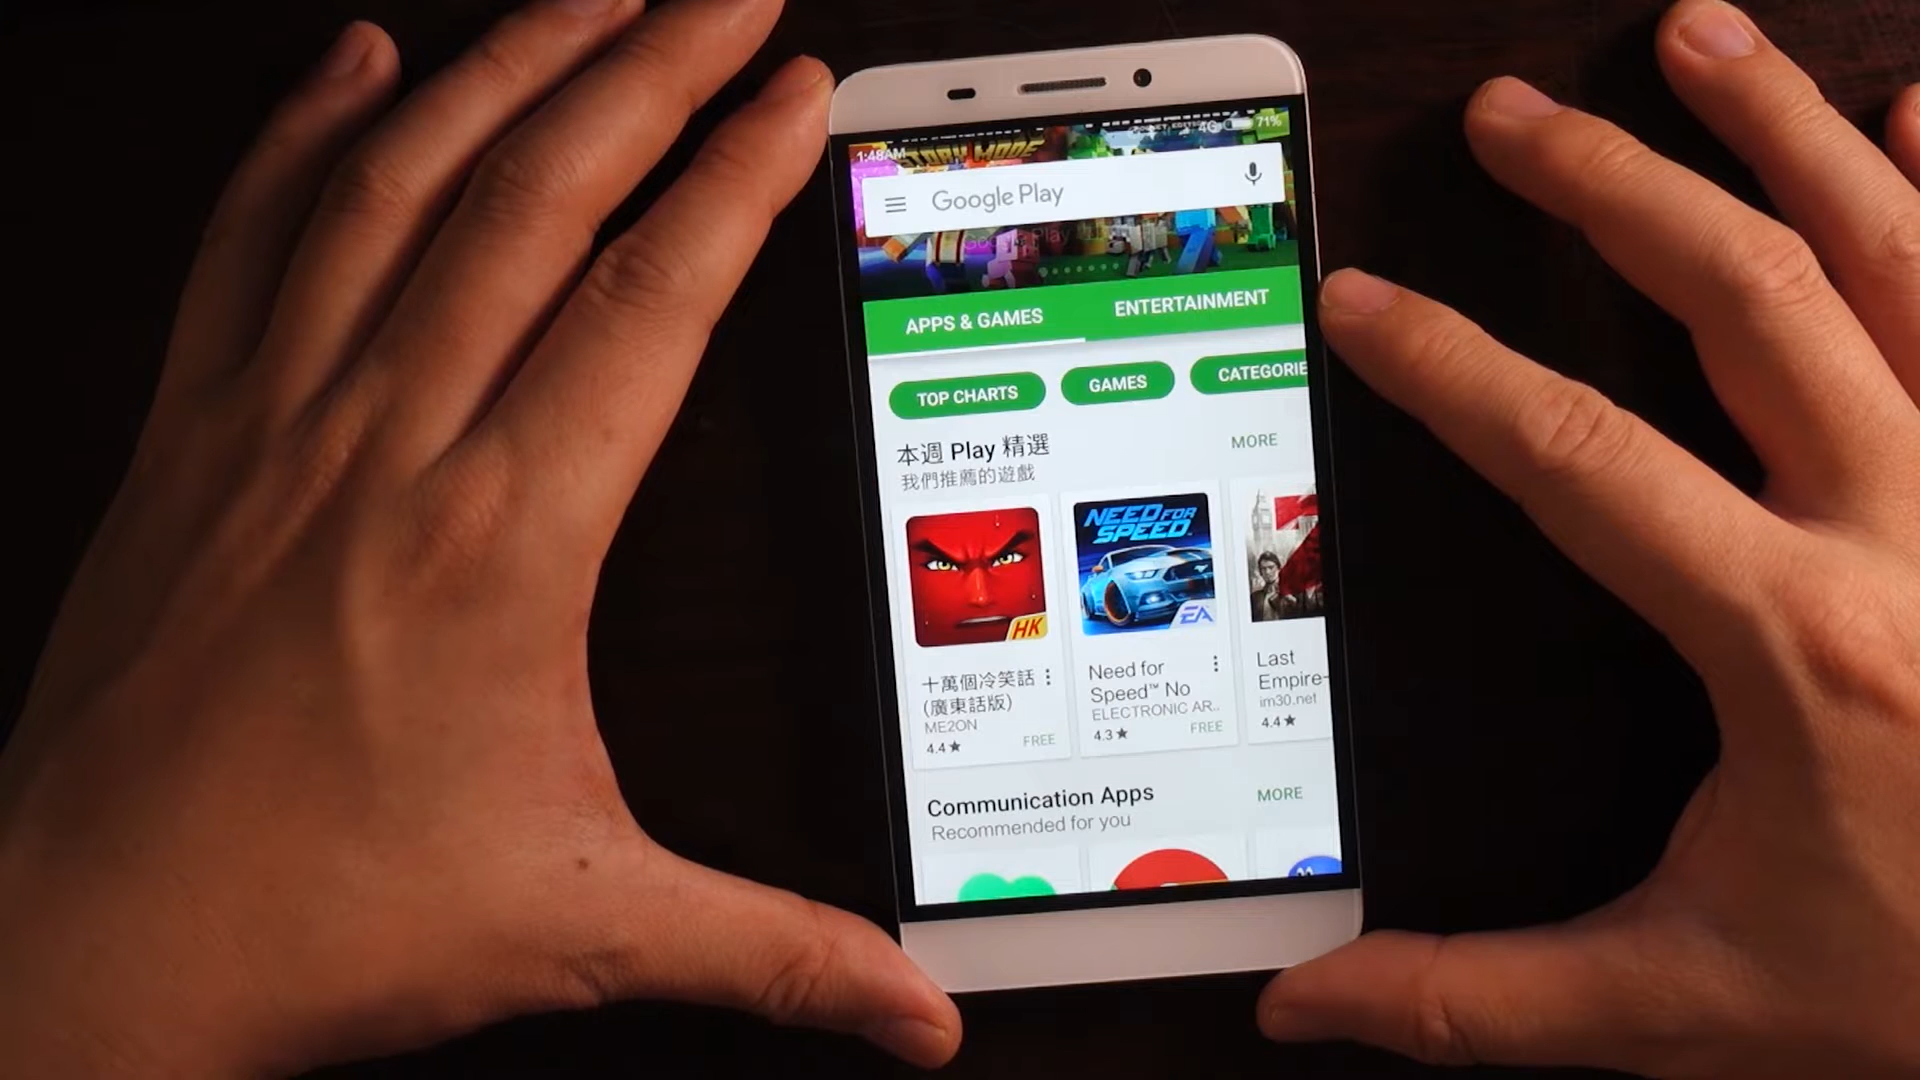 1:48AM
4G 71%
STORY MODE
Google Play
APPS & GAMES
ENTERTAINMENT
TOP CHARTS
GAMES
CATEGORIE
本週 Play 精選
MORE
我們推薦的遊戲
HK
NEED FOR
SPEED
EA
十萬個冷笑話
(廣東話版)
ME2ON
4.4★
FREE
Need for
Speed™ No
ELECTRONIC AR..
4.3★
FREE
Last
Empire-
im30.net
4.4★
Communication Apps
MORE
Recommended for you